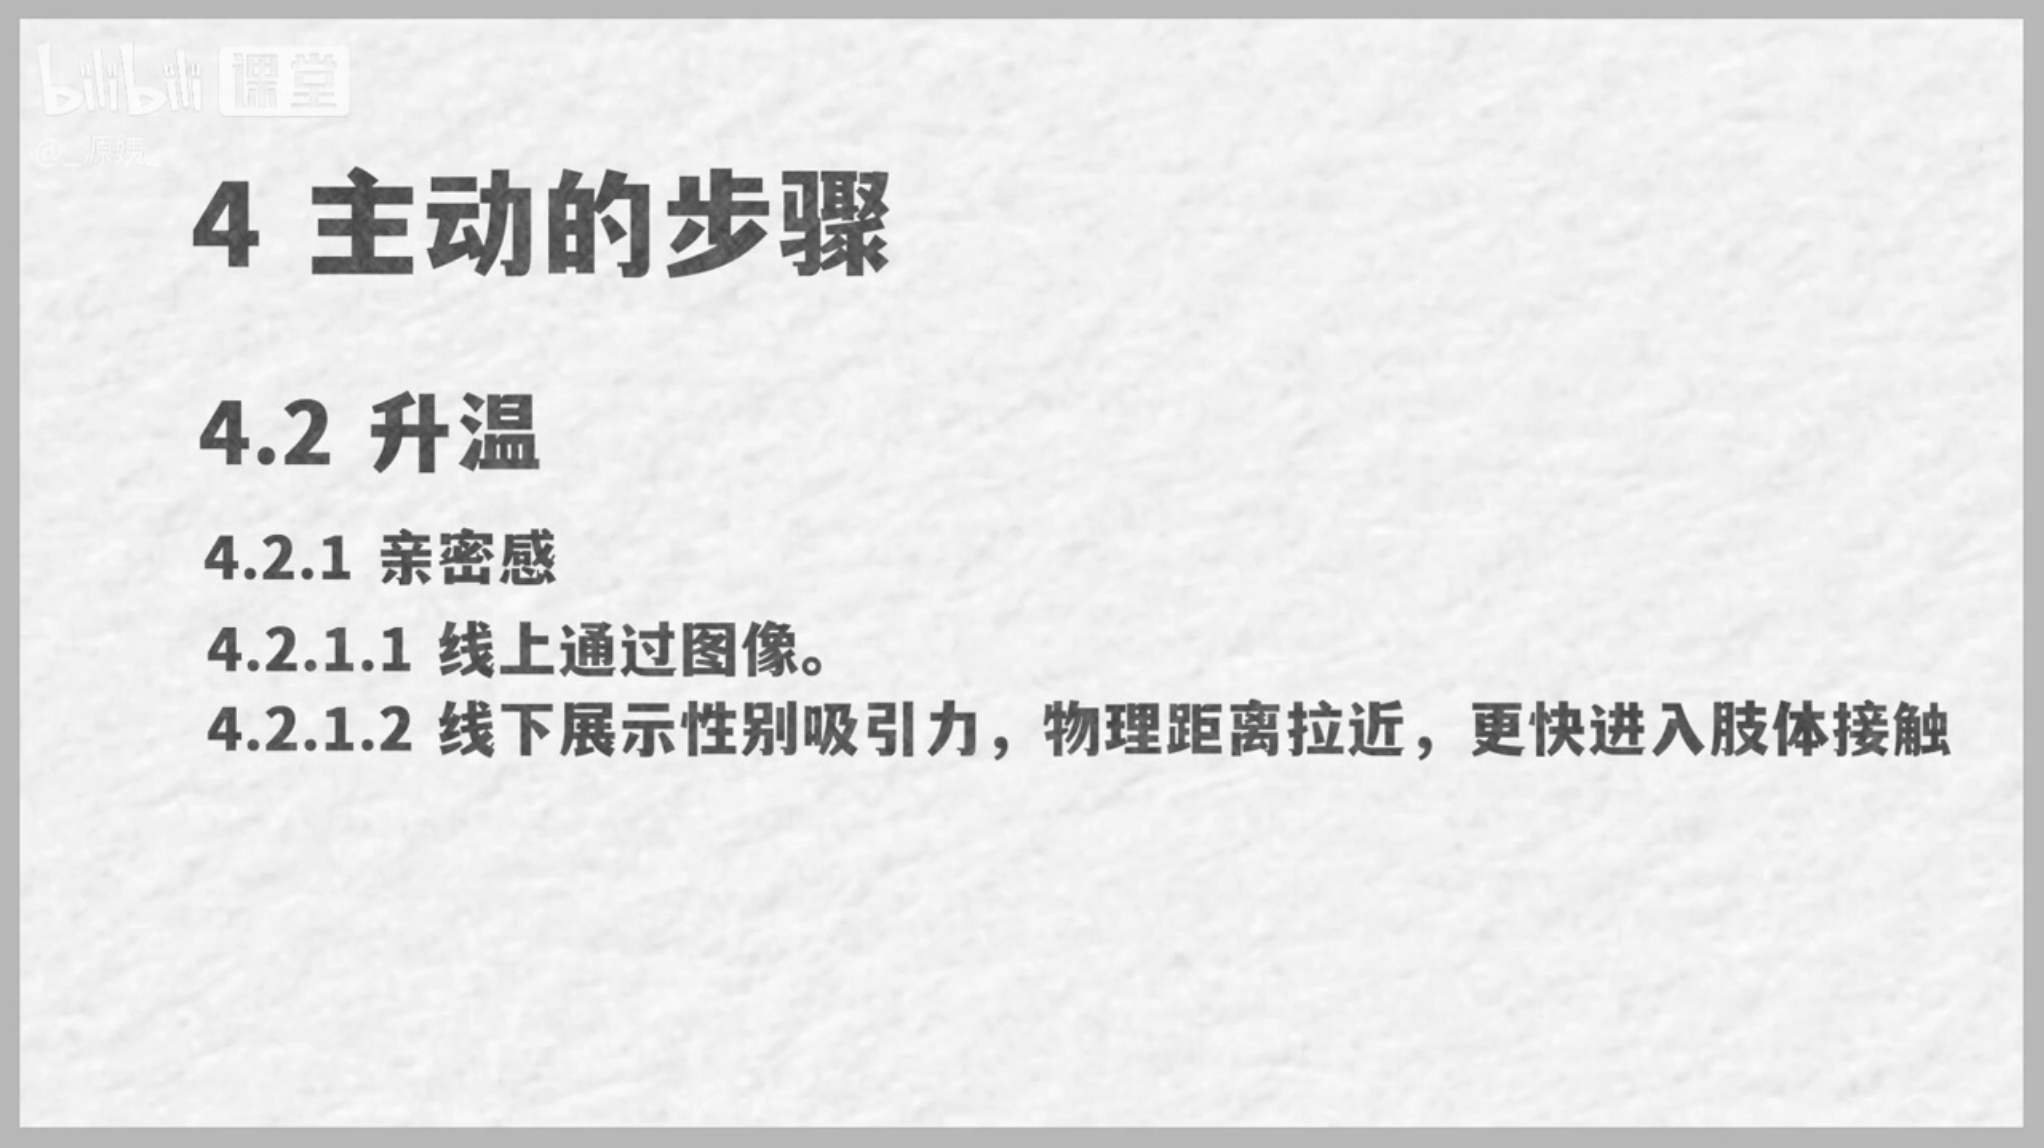 bilibili 课堂
@_源姨_
4 主动的步骤
4.2 升温
4.2.1 亲密感
4.2.1.1 线上通过图像。
4.2.1.2 线下展示性别吸引力，物理距离拉近，更快进入肢体接触